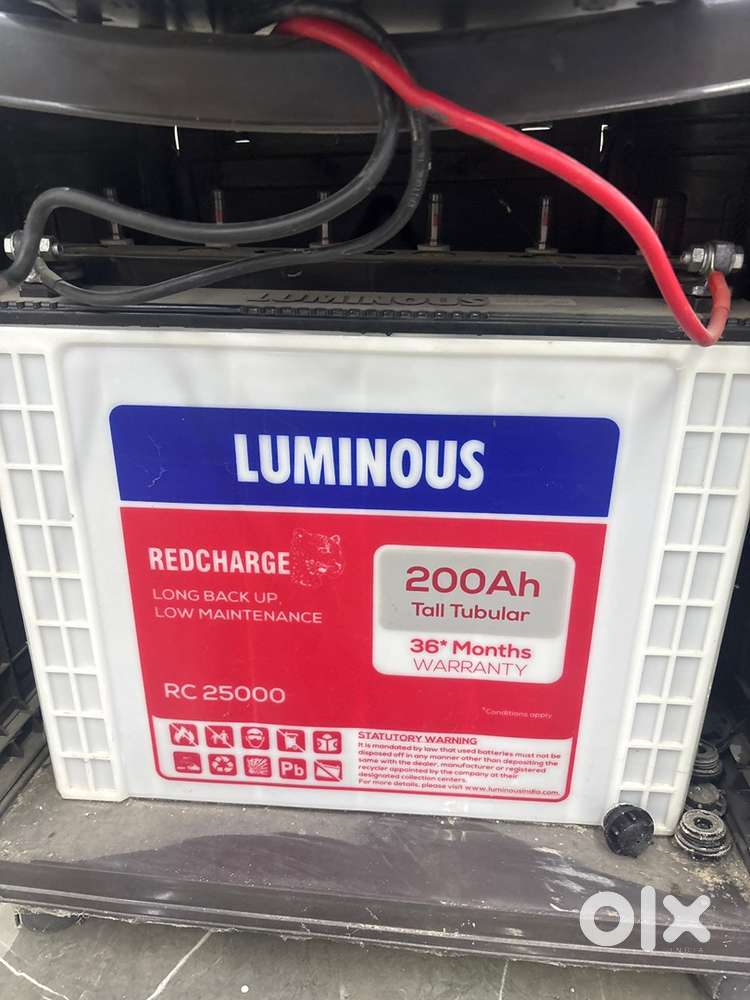 LUMINOUS
LUMINOUS
REDCHARGE
LONG BACK UP,
LOW MAINTENANCE
200Ah
Tall Tubular
36* Months
WARRANTY
RC 25000
*Conditions apply
Pb
STATUTORY WARNING
It is mandated by law that used batteries must not be
disposed off in any manner other than depositing the
same with the dealer, manufacturer or registered
recycler appointed by the company at their
designated collection centers.
For more details, please visit www.luminousindia.com.
olx
INDIA